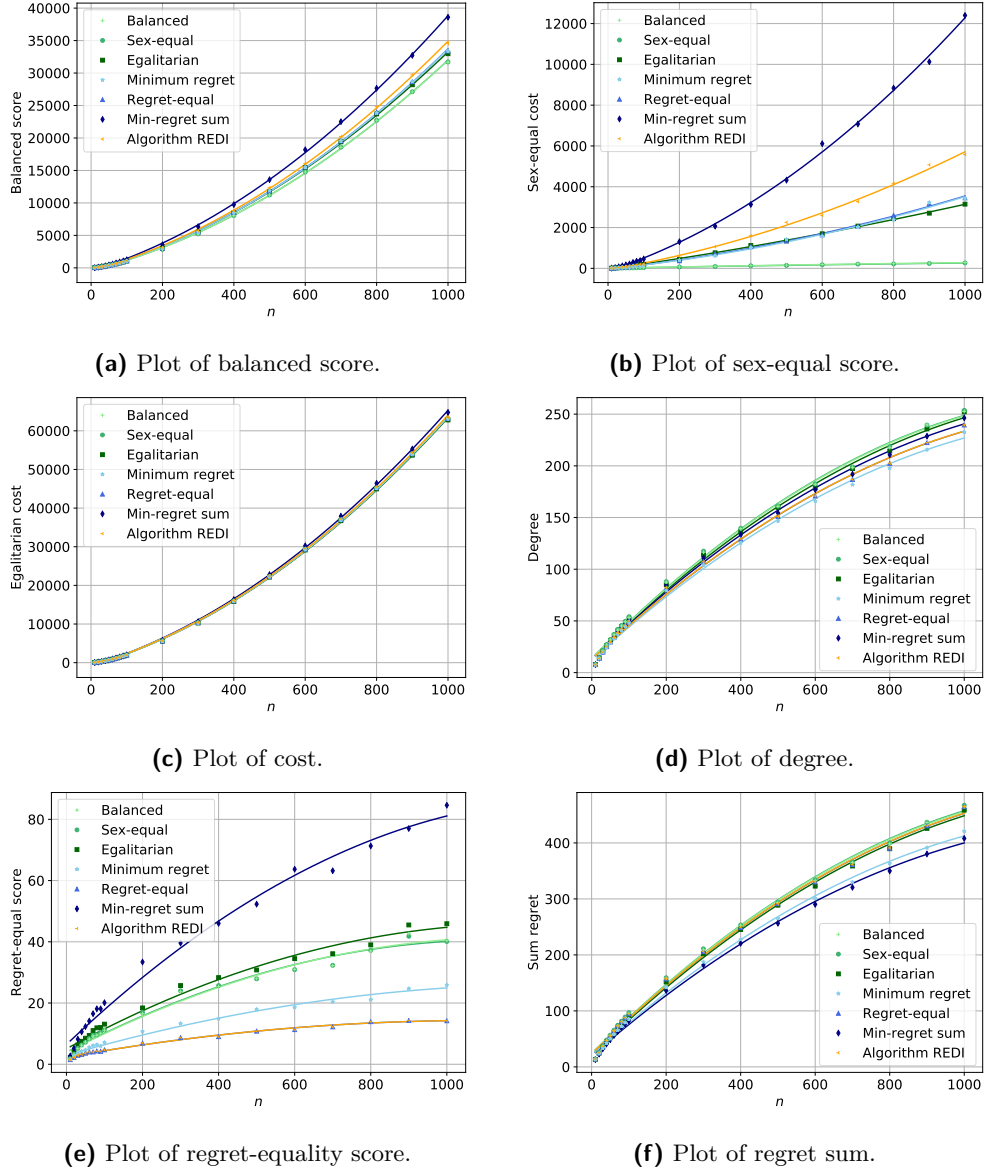 Balanced score
40000
35000
30000
25000
20000
15000
10000
5000
0
Balanced
Sex-equal
Egalitarian
Minimum regret
Regret-equal
Min-regret sum
Algorithm REDI
0 200 400 600 800 1000
n
(a) Plot of balanced score.
Sex-equal cost
12000
10000
8000
6000
4000
2000
0
Balanced
Sex-equal
Egalitarian
Minimum regret
Regret-equal
Min-regret sum
Algorithm REDI
0 200 400 600 800 1000
n
(b) Plot of sex-equal score.
Egalitarian cost
60000
50000
40000
30000
20000
10000
0
Balanced
Sex-equal
Egalitarian
Minimum regret
Regret-equal
Min-regret sum
Algorithm REDI
0 200 400 600 800 1000
n
(c) Plot of cost.
Degree
250
200
150
100
50
0
Balanced
Sex-equal
Egalitarian
Minimum regret
Regret-equal
Min-regret sum
Algorithm REDI
0 200 400 600 800 1000
n
(d) Plot of degree.
Regret-equal score
80
60
40
20
0
Balanced
Sex-equal
Egalitarian
Minimum regret
Regret-equal
Min-regret sum
Algorithm REDI
0 200 400 600 800 1000
n
(e) Plot of regret-equality score.
Sum regret
400
300
200
100
0
Balanced
Sex-equal
Egalitarian
Minimum regret
Regret-equal
Min-regret sum
Algorithm REDI
0 200 400 600 800 1000
n
(f) Plot of regret sum.